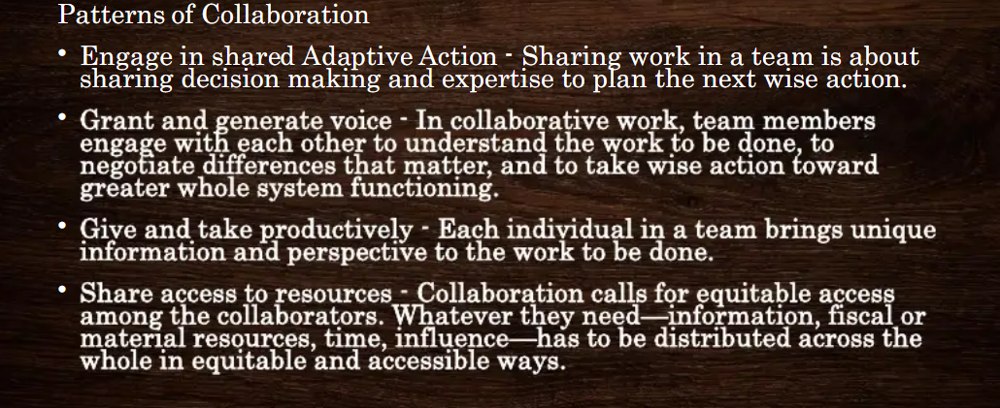 Patterns of Collaboration
• Engage in shared Adaptive Action - Sharing work in a team is about
sharing decision making and expertise to plan the next wise action.
• Grant and generate voice - In collaborative work, team members
engage with each other to understand the work to be done, to
negotiate differences that matter, and to take wise action toward
greater whole system functioning.
• Give and take productively - Each individual in a team brings unique
information and perspective to the work to be done.
• Share access to resources - Collaboration calls for equitable access
among the collaborators. Whatever they need—information, fiscal or
material resources, time, influence—has to be distributed across the
whole in equitable and accessible ways.